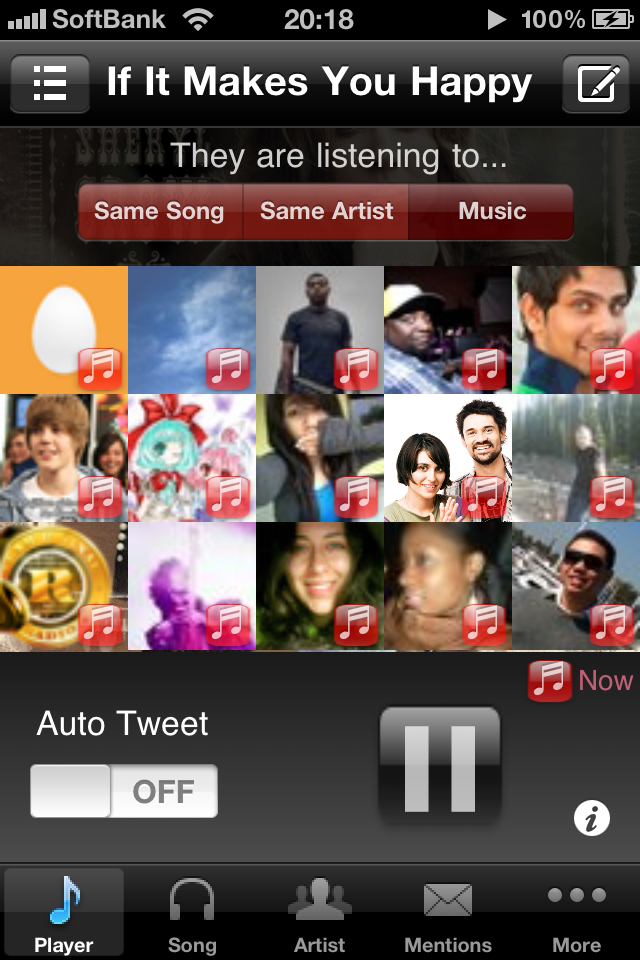 SoftBank 20:18 100%
If It Makes You Happy
They are listening to...
Same Song Same Artist Music
R
Now
Auto Tweet
OFF
i
Player Song Artist Mentions More